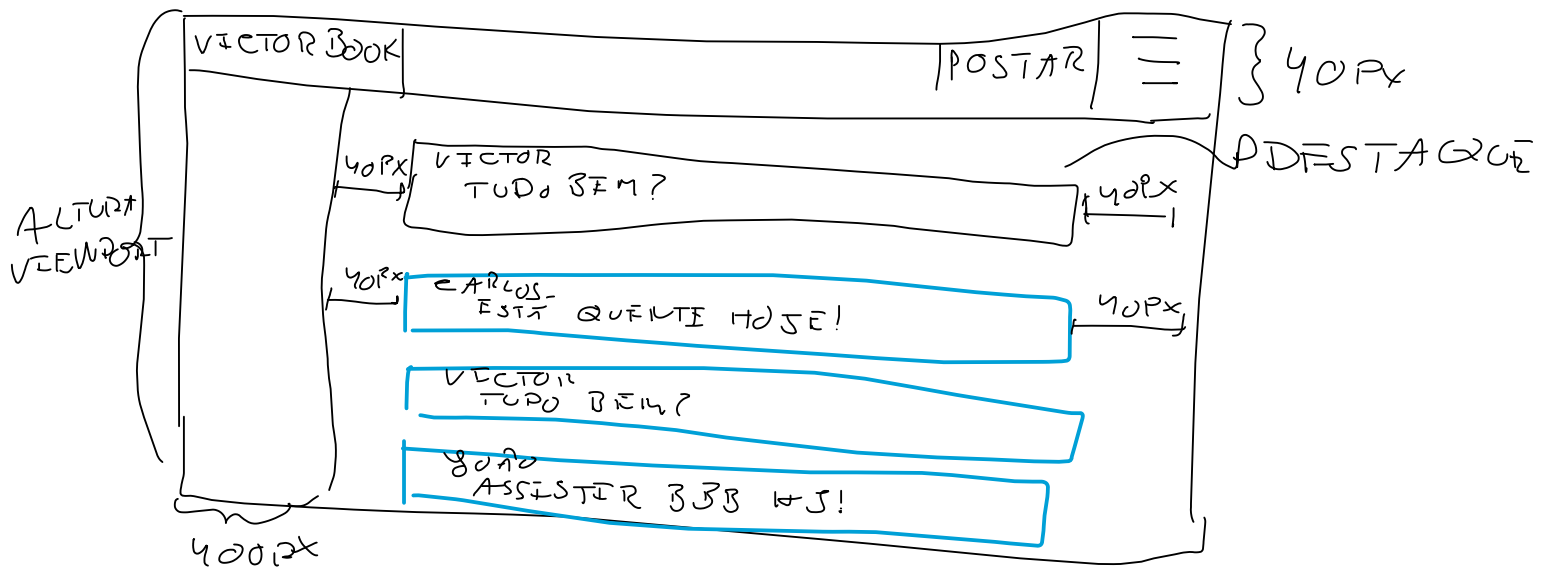 VICTORBOOK
POSTAR
40PX
DESTAQUE
40PX
VICTOR
TUDO BEM?
40PX
ALTURA
VIEWPORT
40PX
CARLOS
ESTÁ QUENTE HOJE!
40PX
VICTOR
TUDO BEM?
JOÃO
ASSISTIR BBB HJ!
400PX